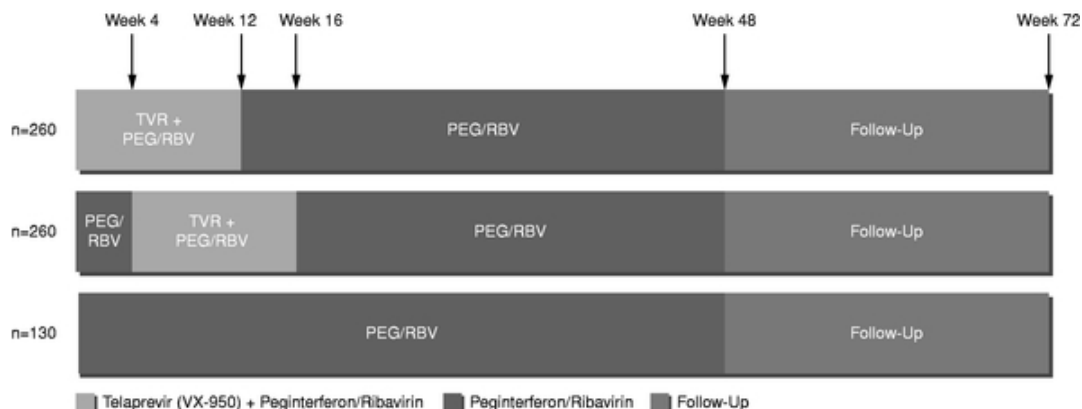 Week 4 Week 12 Week 16 Week 48 Week 72
n=260
TVR +
PEG/RBV
PEG/RBV
Follow-Up
n=260
PEG/
RBV
TVR +
PEG/RBV
PEG/RBV
Follow-Up
n=130
PEG/RBV
Follow-Up
Telaprevir (VX-950) + Peginterferon/Ribavirin Peginterferon/Ribavirin Follow-Up